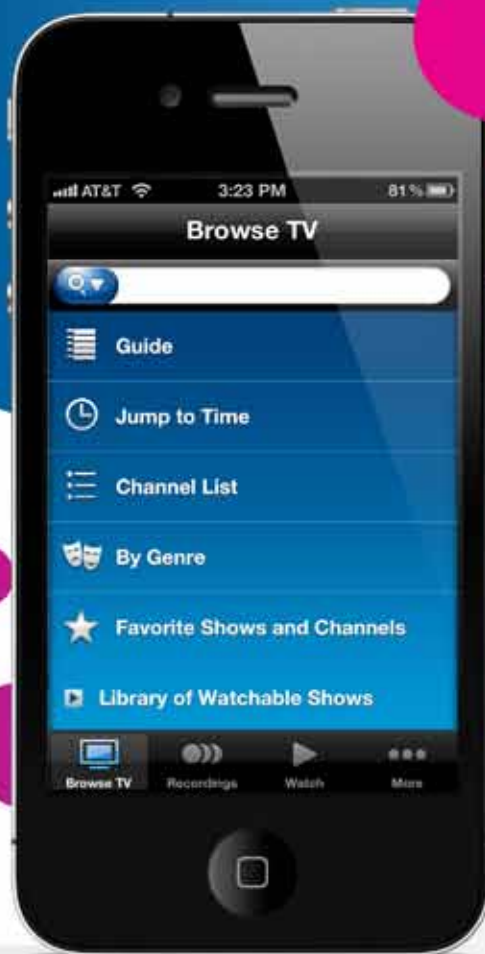 AT&T 3:23 PM 81%
Browse TV
Guide
Jump to Time
Channel List
By Genre
Favorite Shows and Channels
Library of Watchable Shows
Browse TV Recordings Watch More